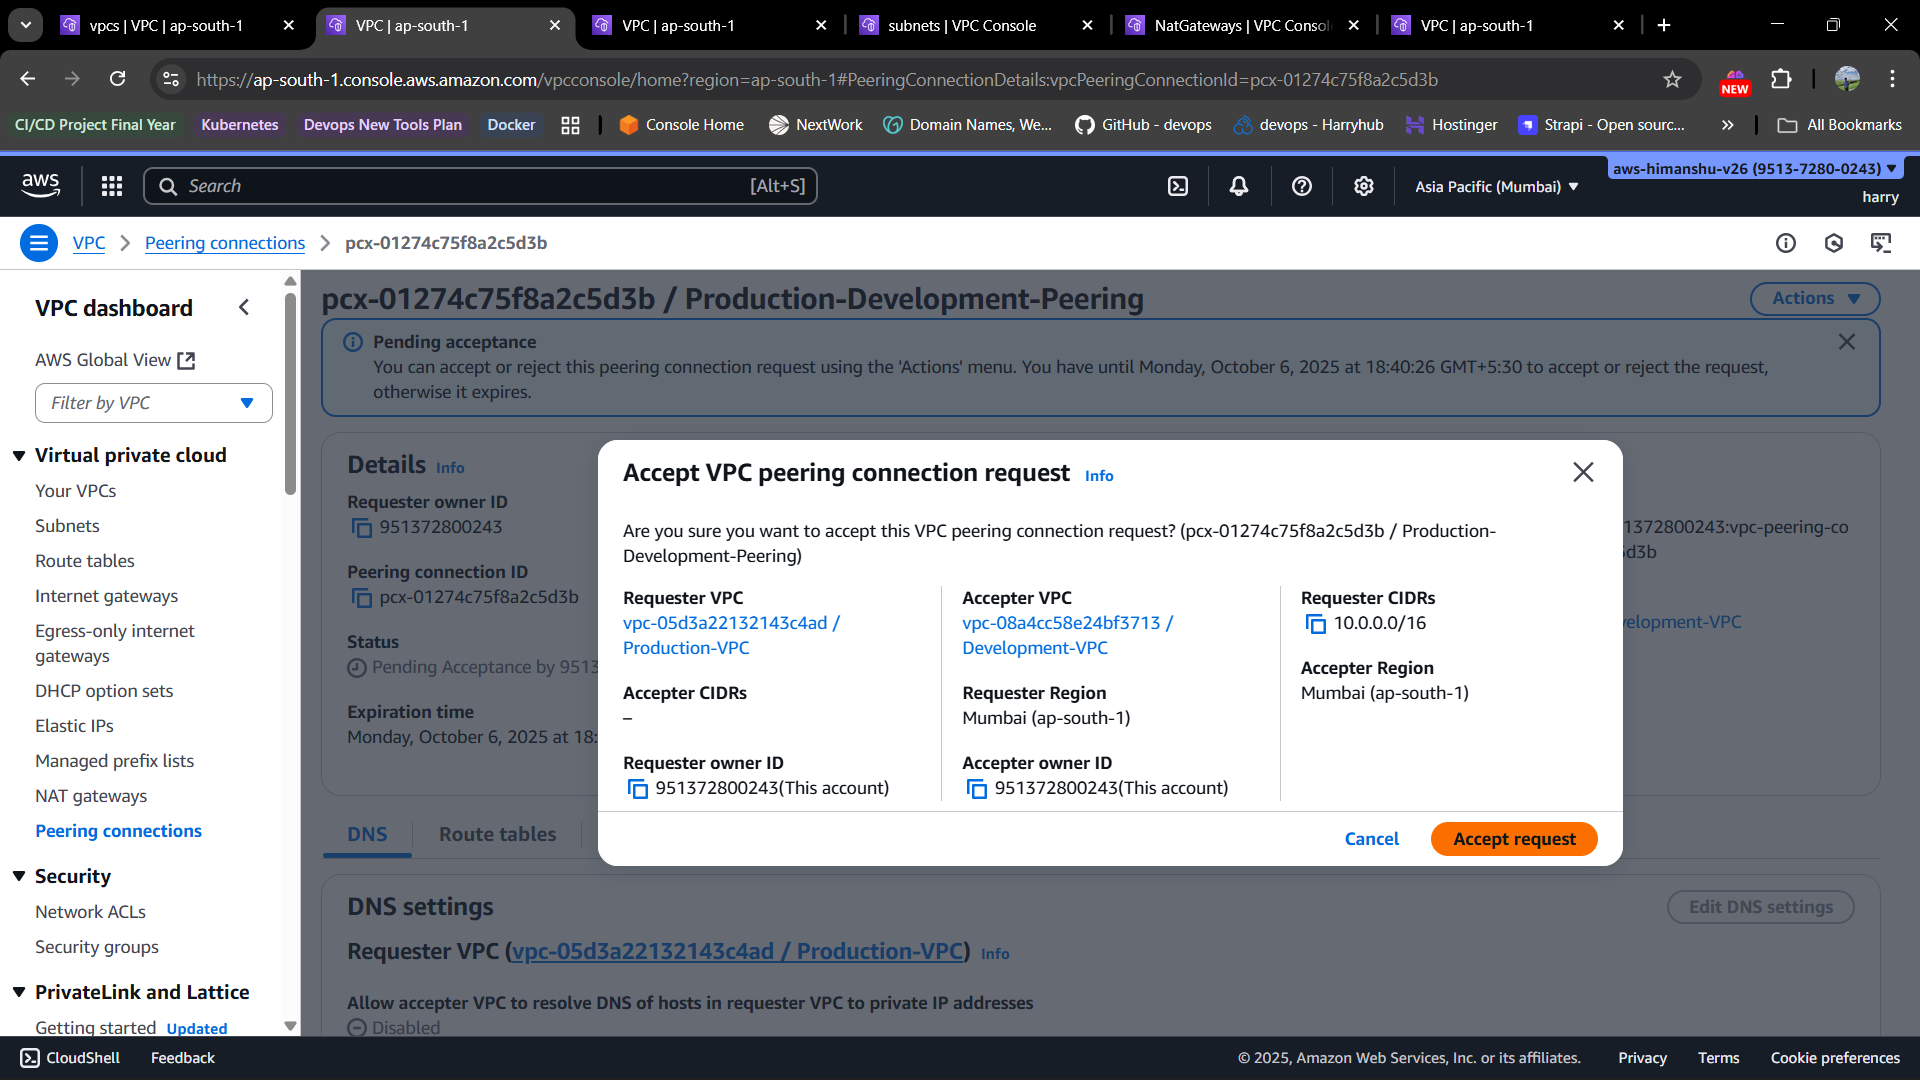 vpcs | VPC | ap-south-1
VPC | ap-south-1
VPC | ap-south-1
subnets | VPC Console
NatGateways | VPC Consol
VPC | ap-south-1
https://ap-south-1.console.aws.amazon.com/vpcconsole/home?region=ap-south-1#PeeringConnectionDetails:vpcPeeringConnectionId=pcx-01274c75f8a2c5d3b
NEW
CI/CD Project Final Year
Kubernetes
Devops New Tools Plan
Docker
Console Home
NextWork
Domain Names, We...
GitHub - devops
devops - Harryhub
Hostinger
Strapi - Open sourc...
All Bookmarks
aws
Search
[Alt+S]
Asia Pacific (Mumbai)
aws-himanshu-v26 (9513-7280-0243)
harry
VPC
Peering connections
pcx-01274c75f8a2c5d3b
VPC dashboard
AWS Global View
Filter by VPC
Virtual private cloud
Your VPCs
Subnets
Route tables
Internet gateways
Egress-only internet
gateways
DHCP option sets
Elastic IPs
Managed prefix lists
NAT gateways
Peering connections
Security
Network ACLs
Security groups
PrivateLink and Lattice
Getting started Updated
pcx-01274c75f8a2c5d3b / Production-Development-Peering
Actions
Pending acceptance
You can accept or reject this peering connection request using the 'Actions' menu. You have until Monday, October 6, 2025 at 18:40:26 GMT+5:30 to accept or reject the request,
otherwise it expires.
Details Info
Requester owner ID
951372800243
Peering connection ID
pcx-01274c75f8a2c5d3b
Status
Pending Acceptance by 9513
Expiration time
Monday, October 6, 2025 at 18:
1372800243:vpc-peering-co
5d3b
velopment-VPC
Accept VPC peering connection request Info
Are you sure you want to accept this VPC peering connection request? (pcx-01274c75f8a2c5d3b / Production-
Development-Peering)
Requester VPC
vpc-05d3a22132143c4ad /
Production-VPC
Accepter CIDRs
–
Requester owner ID
951372800243(This account)
Accepter VPC
vpc-08a4cc58e24bf3713 /
Development-VPC
Requester Region
Mumbai (ap-south-1)
Accepter owner ID
951372800243(This account)
Requester CIDRs
10.0.0.0/16
Accepter Region
Mumbai (ap-south-1)
Cancel
Accept request
DNS
Route tables
DNS settings
Edit DNS settings
Requester VPC (vpc-05d3a22132143c4ad / Production-VPC) Info
Allow accepter VPC to resolve DNS of hosts in requester VPC to private IP addresses
Disabled
CloudShell
Feedback
© 2025, Amazon Web Services, Inc. or its affiliates.
Privacy
Terms
Cookie preferences